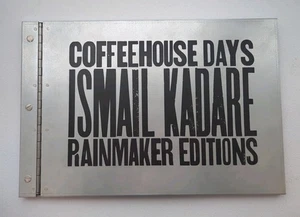 COFFEEHOUSE DAYS
ISMAIL KADARE
RAINMAKER EDITIONS